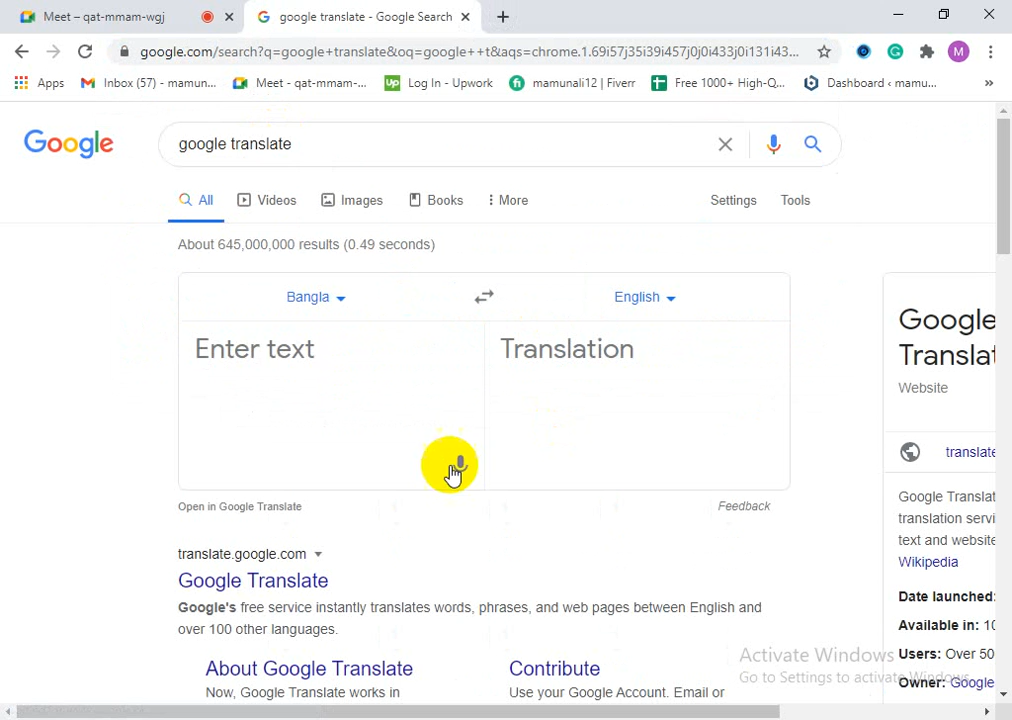 Meet – qat-mmam-wgj
google translate - Google Search
google.com/search?q=google+translate&oq=google++t&aqs=chrome.1.69i57j35i39i457j0j0i433j0i131i43...
M
Apps
Inbox (57) - mamun...
Meet - qat-mmam-...
Up
Log In - Upwork
fi
mamunali12 | Fiverr
Free 1000+ High-Q...
Dashboard ‹ mamu...
»
Google
google translate
All
Videos
Images
Books
More
Settings
Tools
About 645,000,000 results (0.49 seconds)
Bangla
English
Enter text
Translation
Open in Google Translate
Feedback
translate.google.com
Google Translate
Google's free service instantly translates words, phrases, and web pages between English and
over 100 other languages.
About Google Translate
Now, Google Translate works in
Contribute
Use your Google Account. Email or
Google
Translat
Website
translate
Google Translat
translation servi
text and website
Wikipedia
Date launched:
Available in: 10
Users: Over 50
Owner: Google
Activate Windows
Go to Settings to activate Windows.